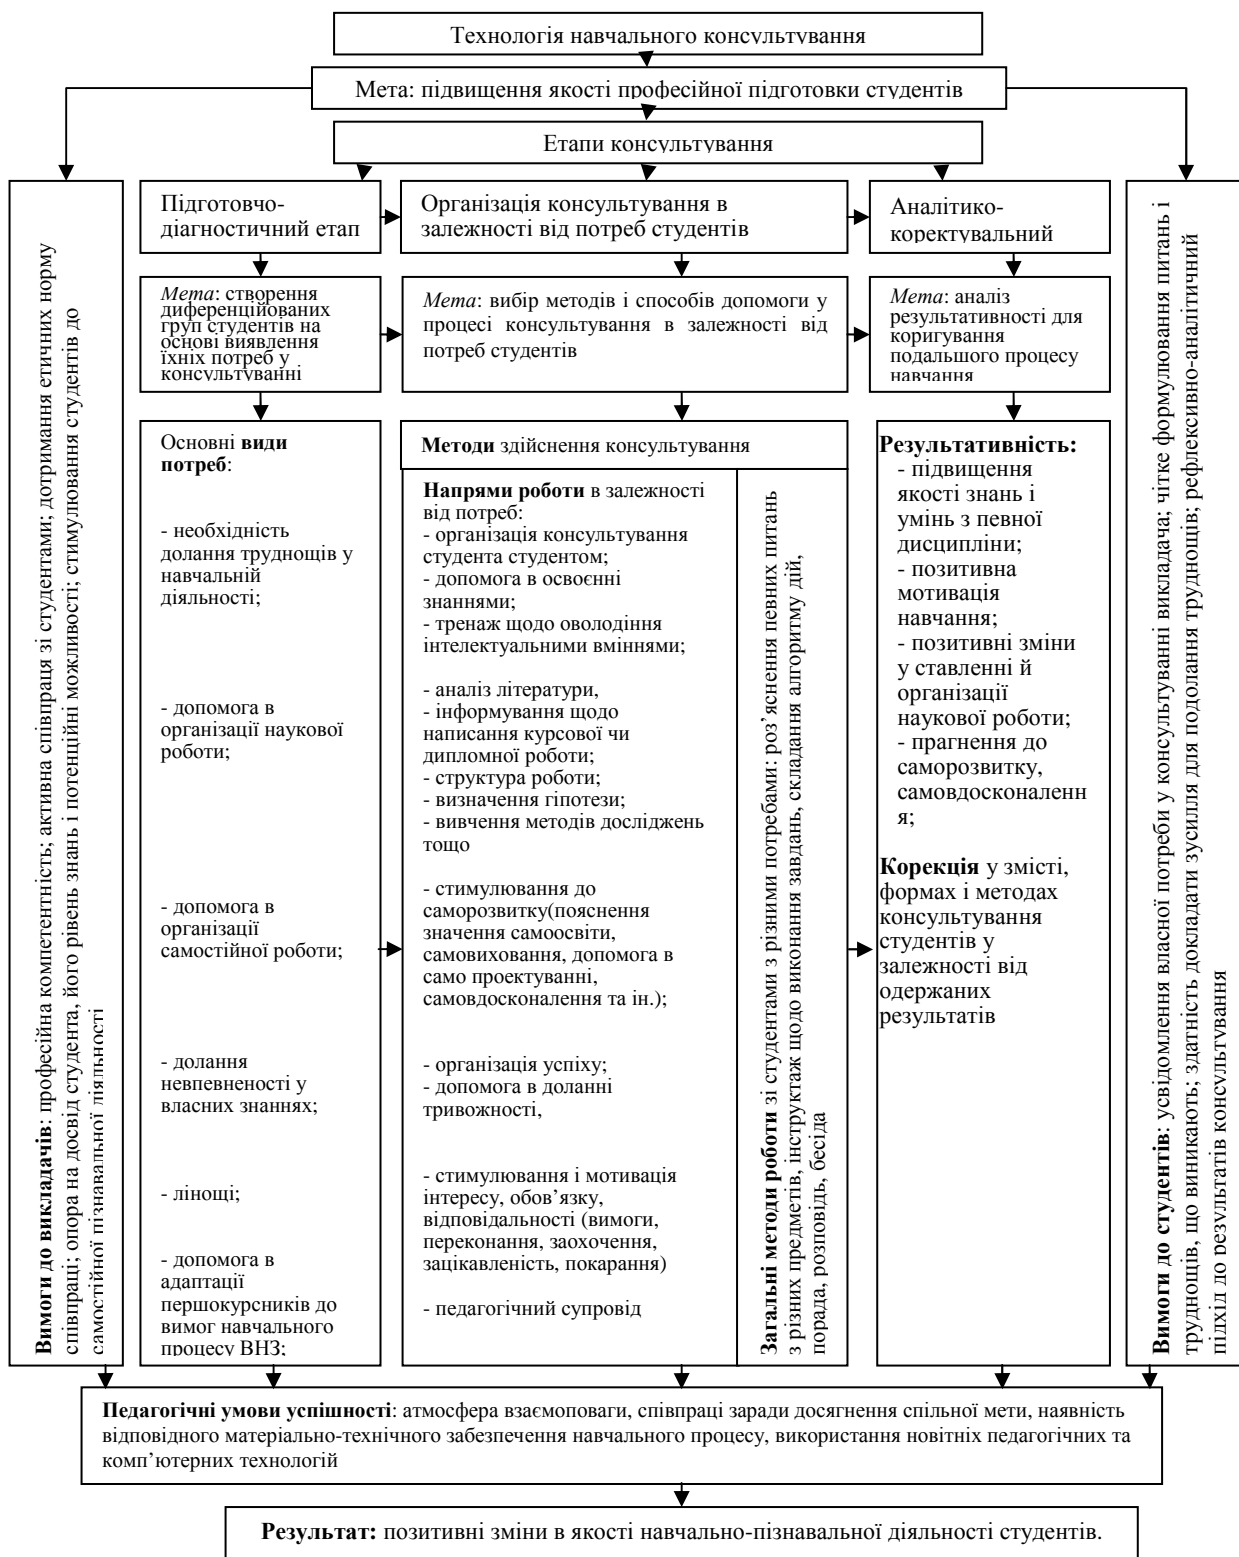 Технологія навчального консультування
Мета: підвищення якості професійної підготовки студентів
Етапи консультування
Вимоги до викладачів: професійна компетентність; активна співпраця зі студентами; дотримання етичних норму
співпраці; опора на досвід студента, його рівень знань і потенційні можливості; стимулювання студентів до
самостійної пізнавальної діяльності
Підготовчо-
діагностичний етап
Організація консультування в
залежності від потреб студентів
Аналітико-
коректувальний
Мета: створення
диференційованих
груп студентів на
основі виявлення
їхніх потреб у
консультуванні
Мета: вибір методів і способів допомоги у
процесі консультування в залежності від
потреб студентів
Мета: аналіз
результативності для
коригування
подальшого процесу
навчання
Основні види
потреб:
- необхідність
долання труднощів у
навчальній
діяльності;
- допомога в
організації наукової
роботи;
- допомога в
організації
самостійної роботи;
- долання
невпевненості у
власних знаннях;
- лінощі;
- допомога в
адаптації
першокурсників до
вимог навчального
процесу ВНЗ;
Методи здійснення консультування
Напрями роботи в залежності
від потреб:
- організація консультування
студента студентом;
- допомога в освоєнні
знаннями;
- тренаж щодо оволодіння
інтелектуальними вміннями;
- аналіз літератури,
- інформування щодо
написання курсової чи
дипломної роботи;
- структура роботи;
- визначення гіпотези;
- вивчення методів досліджень
тощо
- стимулювання до
саморозвитку(пояснення
значення самоосвіти,
самовиховання, допомога в
само проектуванні,
самовдосконалення та ін.);
- організація успіху;
- допомога в доланні
тривожності,
- стимулювання і мотивація
інтересу, обов’язку,
відповідальності (вимоги,
переконання, заохочення,
зацікавленість, покарання)
- педагогічний супровід
Загальні методи роботи зі студентами з різними потребами: роз’яснення певних питань
з різних предметів, інструктаж щодо виконання завдань, складання алгоритму дій,
порада, розповідь, бесіда
Результативність:
- підвищення
якості знань і
умінь з певної
дисципліни;
- позитивна
мотивація
навчання;
- позитивні зміни
у ставленні й
організації
наукової роботи;
- прагнення до
саморозвитку,
самовдосконаленн
я;
Корекція у змісті,
формах і методах
консультування
студентів у
залежності від
одержаних
результатів
Вимоги до студентів: усвідомлення власної потреби у консультуванні викладача; чітке формулювання питань і
труднощів, що виникають; здатність докладати зусилля для подолання труднощів; рефлексивно-аналітичний
підхід до результатів консультування
Педагогічні умови успішності: атмосфера взаємоповаги, співпраці заради досягнення спільної мети, наявність
відповідного матеріально-технічного забезпечення навчального процесу, використання новітніх педагогічних та
комп’ютерних технологій
Результат: позитивні зміни в якості навчально-пізнавальної діяльності студентів.